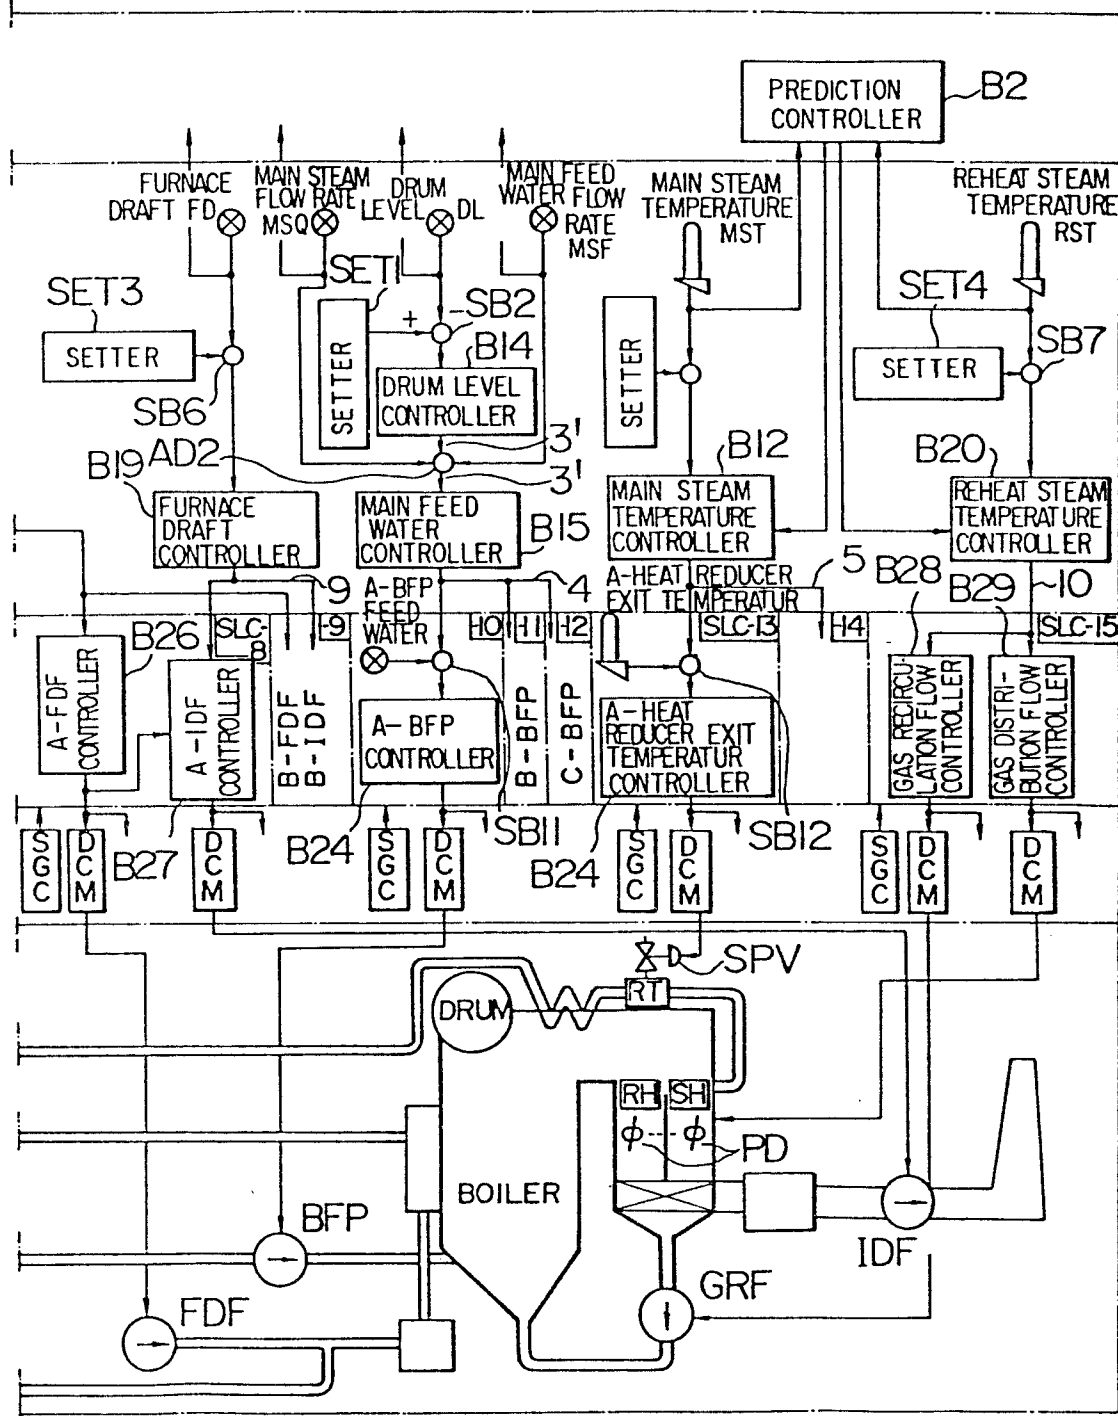 PREDICTION
CONTROLLER
B2
FURNACE
DRAFT FD
MAIN STEAM
FLOW RATE
MSQ
DRUM
LEVEL
DL
MAIN FEED
WATER FLOW
RATE
MSF
MAIN STEAM
TEMPERATURE
MST
REHEAT STEAM
TEMPERATURE
RST
SET3
SETTER
SB6
SET1
SETTER
+
-
SB2
B14
DRUM LEVEL
CONTROLLER
3'
AD2
3'
SETTER
SET4
SETTER
SB7
B19
FURNACE
DRAFT
CONTROLLER
MAIN FEED
WATER
CONTROLLER
B15
B12
MAIN STEAM
TEMPERATURE
CONTROLLER
B20
REHEAT STEAM
TEMPERATURE
CONTROLLER
9
A-BFP
FEED
WATER
4
A-HEAT REDUCER
EXIT TEMPERATUR
5
B28
B29
10
B26
A-FDF
CONTROLLER
SLC-
8
A-IDF
CONTROLLER
-9
B-FDF
B-IDF
-10
-11
-12
A-BFP
CONTROLLER
B-BFP
C-BFP
SLC-13
-14
A-HEAT
REDUCER EXIT
TEMPERATUR
CONTROLLER
SLC-15
GAS RECIRCU-
LATION FLOW
CONTROLLER
GAS DISTRI-
BUTION FLOW
CONTROLLER
B27
B24
SB11
B24
SB12
SGC
DCM
DCM
SGC
DCM
SGC
DCM
SGC
DCM
DCM
SPV
RT
DRUM
RH
SH
PD
BOILER
BFP
IDF
GRF
FDF